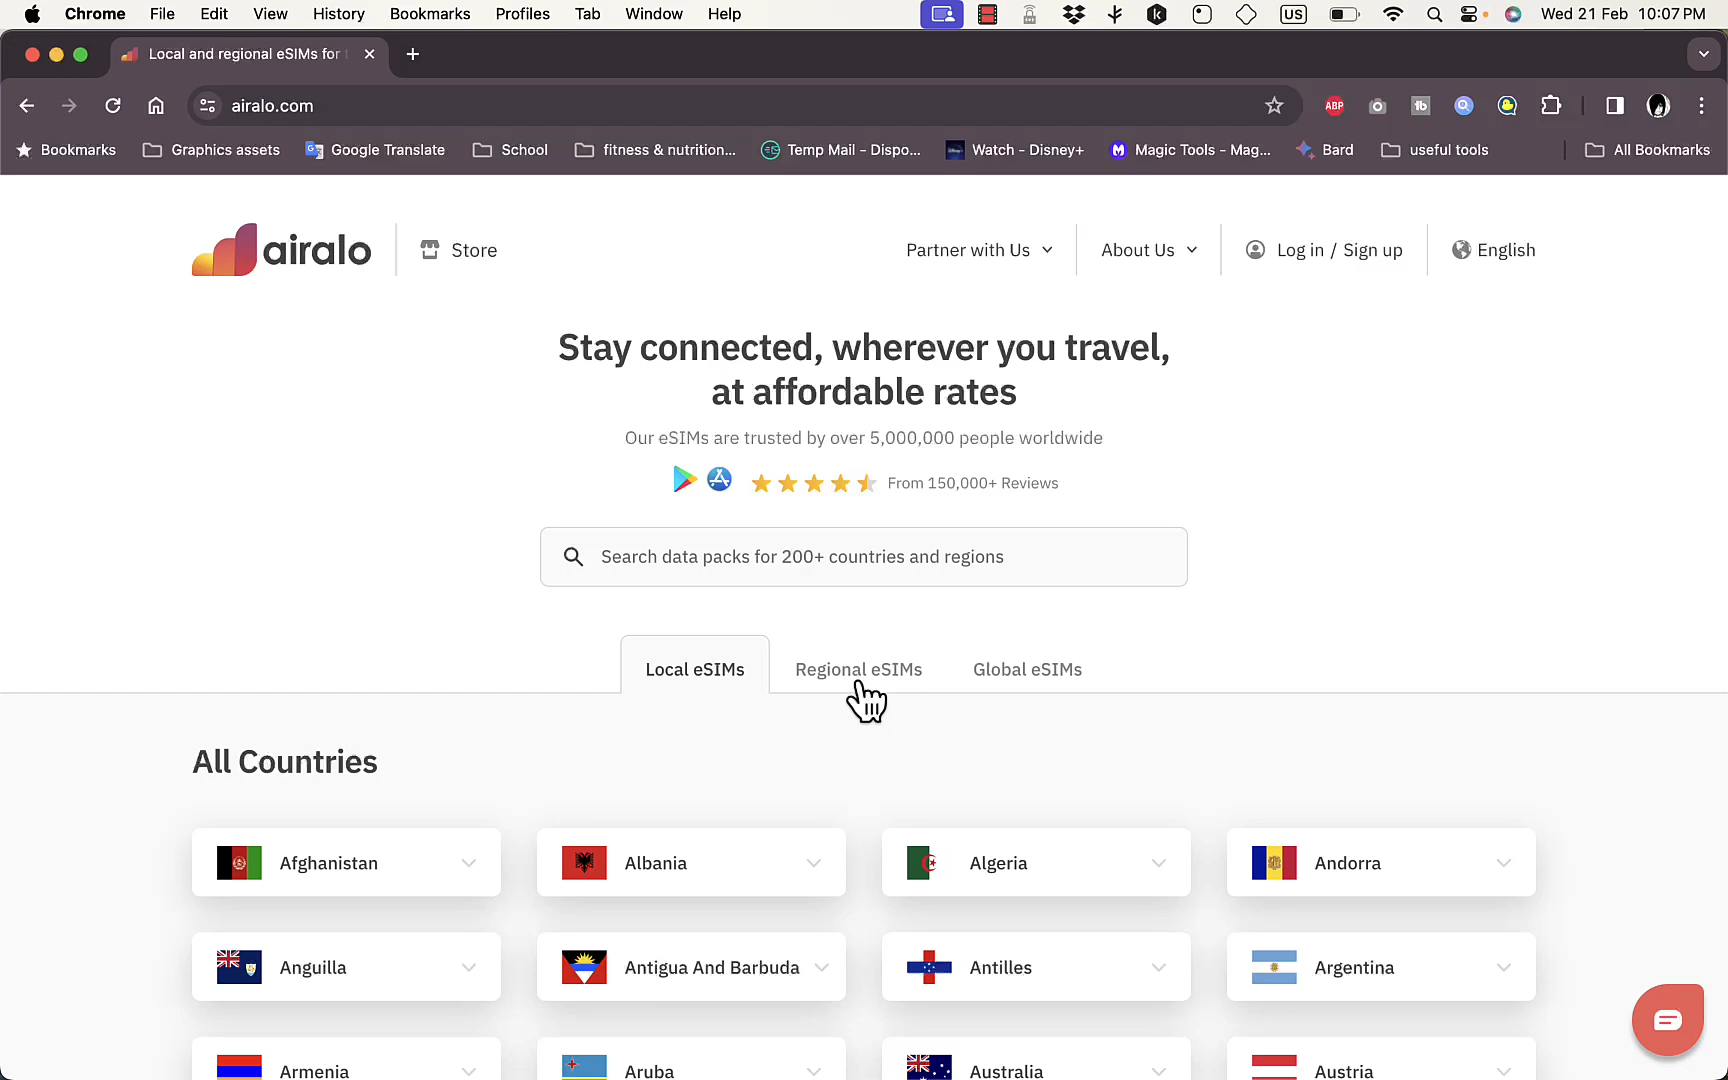 Chrome File Edit View History Bookmarks Profiles Tab Window Help US Wed 21 Feb 10:07 PM
Local and regional eSIMs for
airalo.com ABP tb
Bookmarks Graphics assets Google Translate School fitness & nutrition... Temp Mail - Dispo... Watch - Disney+ Magic Tools - Mag... Bard useful tools All Bookmarks
airalo Store Partner with Us About Us Log in / Sign up English
Stay connected, wherever you travel,
at affordable rates
Our eSIMs are trusted by over 5,000,000 people worldwide
From 150,000+ Reviews
Search data packs for 200+ countries and regions
Local eSIMs Regional eSIMs Global eSIMs
All Countries
Afghanistan Albania Algeria Andorra
Anguilla Antigua And Barbuda Antilles Argentina
Armenia Aruba Australia Austria